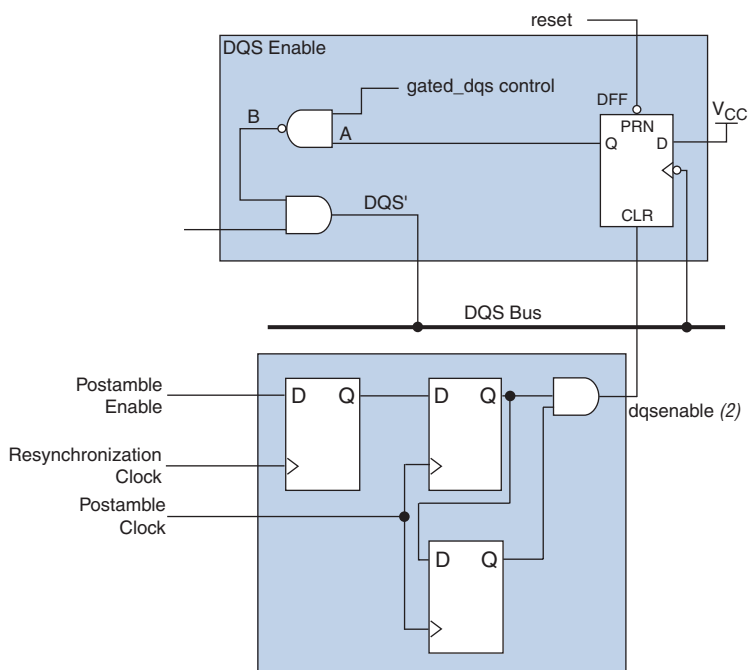 reset
DQS Enable
gated_dqs control
DFF
V_CC
B
A
PRN
Q
D
CLR
DQS'
DQS Bus
Postamble
Enable
D
Q
D
Q
dqsenable (2)
Resynchronization
Clock
Postamble
Clock
D
Q